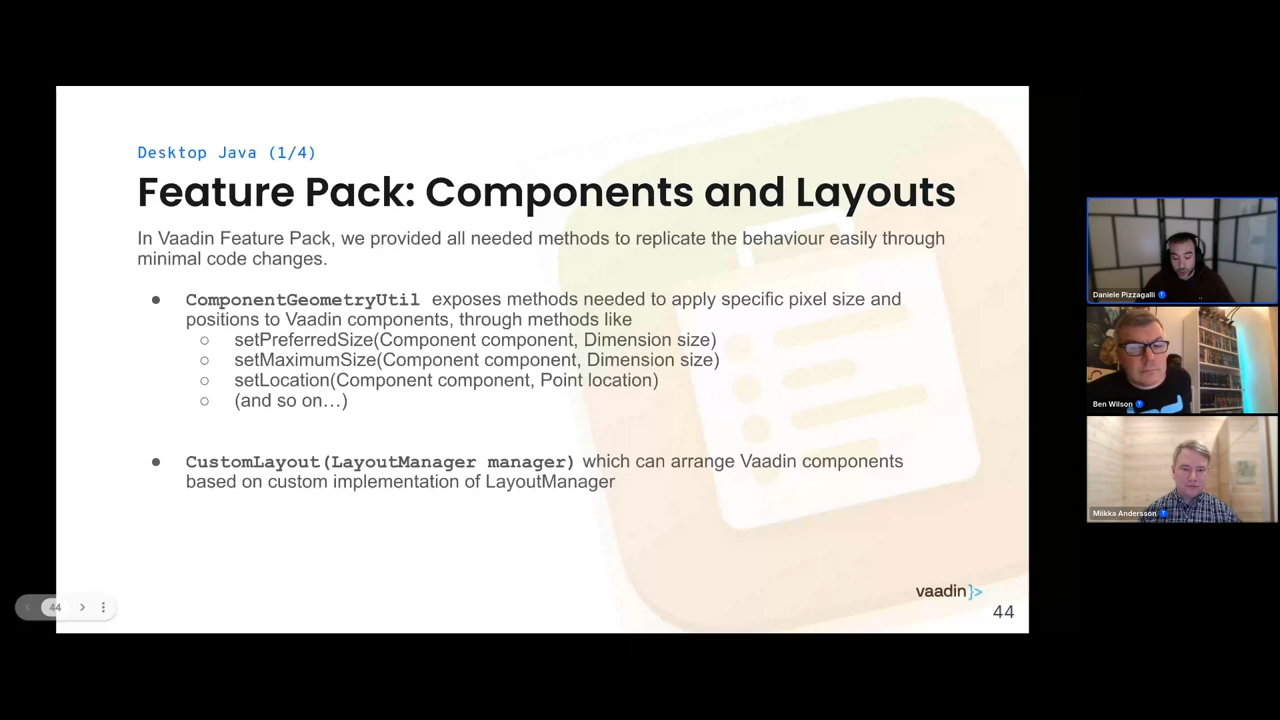 Desktop Java (1/4)
Feature Pack: Components and Layouts
In Vaadin Feature Pack, we provided all needed methods to replicate the behaviour easily through
minimal code changes.
● ComponentGeometryUtil exposes methods needed to apply specific pixel size and
positions to Vaadin components, through methods like
○ setPreferredSize(Component component, Dimension size)
○ setMaximumSize(Component component, Dimension size)
○ setLocation(Component component, Point location)
○ (and so on…)
● CustomLayout(LayoutManager manager) which can arrange Vaadin components
based on custom implementation of LayoutManager
vaadin}>
44
44
Daniele Pizzagalli
Ben Wilson
Miikka Andersson